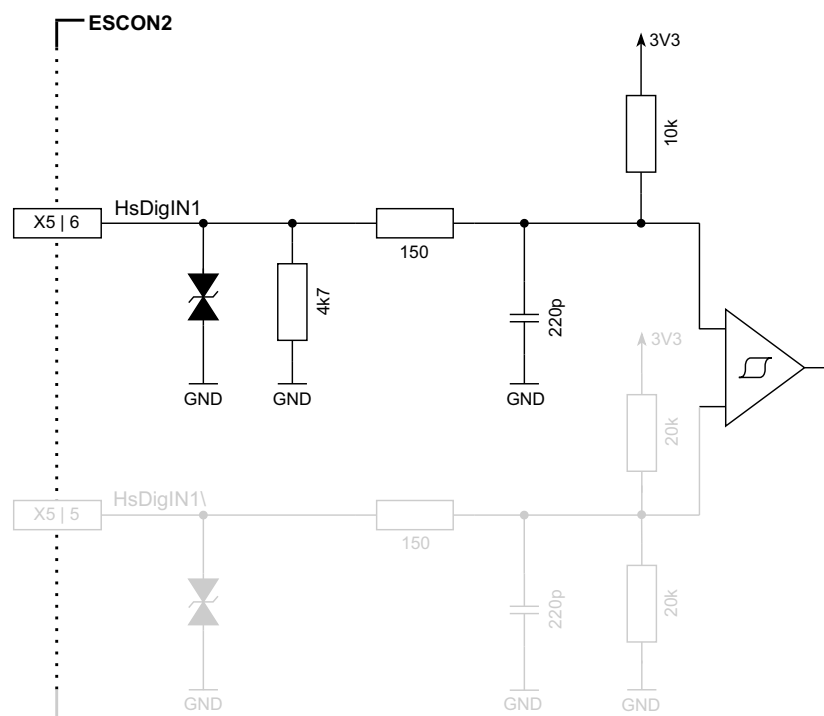 ESCON2
3V3
10k
HsDigIN1
X5 | 6
150
4k7
220p
GND
GND
GND
3V3
20k
HsDigIN1\
X5 | 5
150
220p
20k
GND
GND
GND